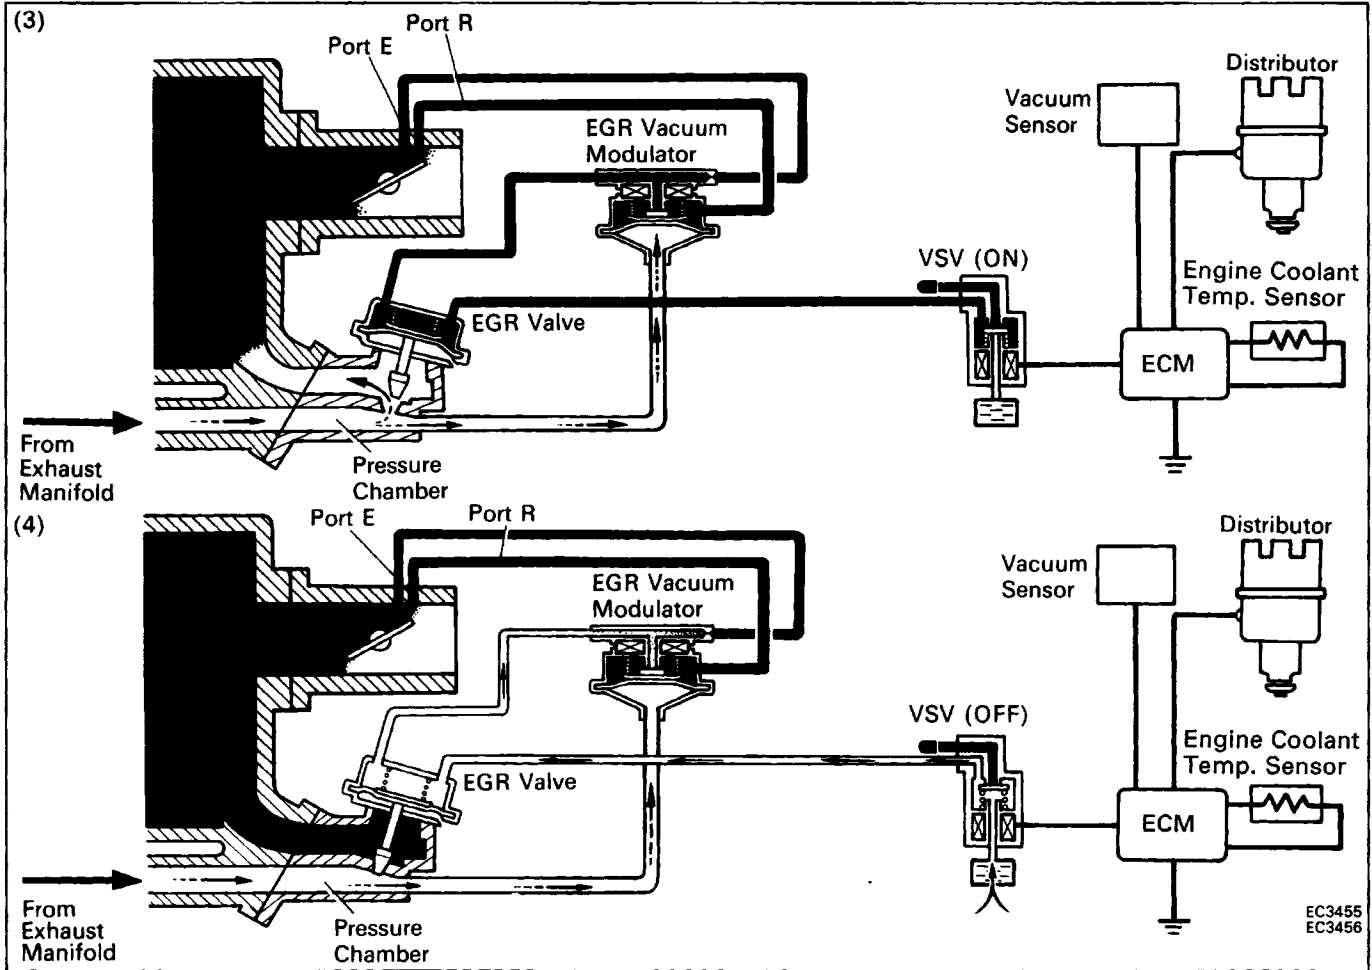 (3)
Port E
Port R
EGR Vacuum
Modulator
Vacuum
Sensor
Distributor
VSV (ON)
Engine Coolant
Temp. Sensor
EGR Valve
ECM
From
Exhaust
Manifold
Pressure
Chamber
(4)
Port E
Port R
EGR Vacuum
Modulator
Vacuum
Sensor
Distributor
VSV (OFF)
Engine Coolant
Temp. Sensor
EGR Valve
ECM
From
Exhaust
Manifold
Pressure
Chamber
EC3455
EC3456